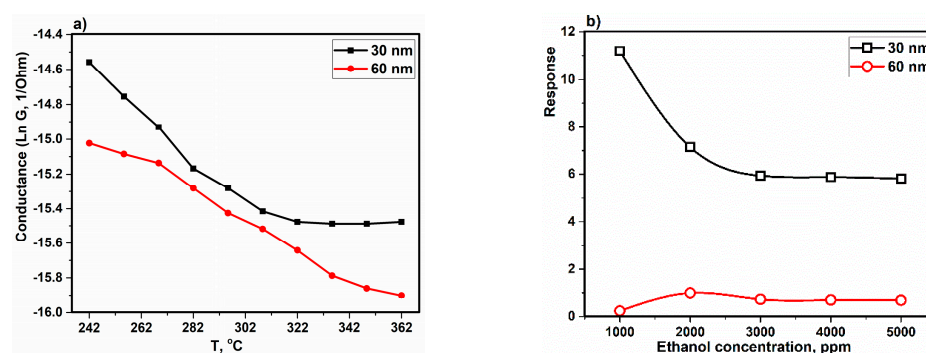 a)
30 nm
60 nm
Conductance (Ln G, 1/Ohm)
-14.4
-14.6
-14.8
-15.0
-15.2
-15.4
-15.6
-15.8
-16.0
242 262 282 302 322 342 362
T, °C
b)
30 nm
60 nm
Response
12
10
8
6
4
2
0
1000 2000 3000 4000 5000
Ethanol concentration, ppm